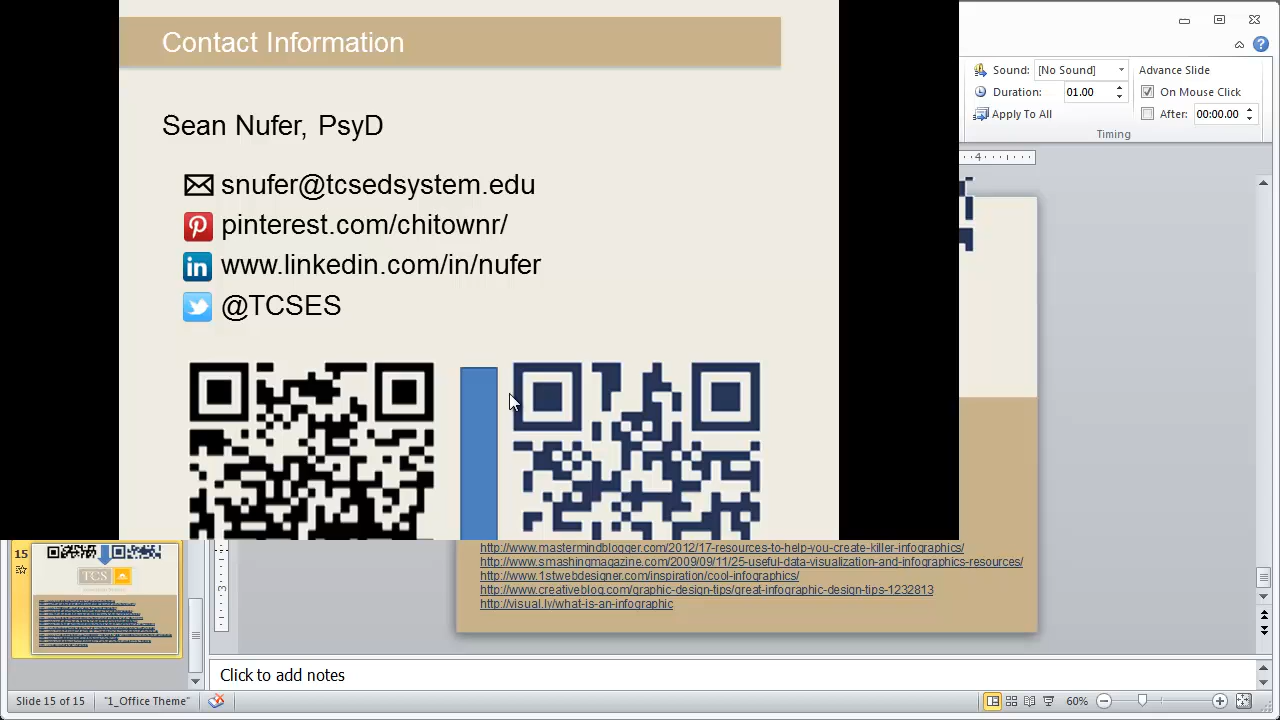 Contact Information
Sean Nufer, PsyD
snufer@tcsedsystem.edu
pinterest.com/chitownr/
www.linkedin.com/in/nufer
@TCSES
Sound: [No Sound]
Advance Slide
Duration: 01.00
On Mouse Click
Apply To All
After: 00:00.00
Timing
4
3
15
TCS
http://www.mastermindblogger.com/2012/17-resources-to-help-you-create-killer-infographics/
http://www.smashingmagazine.com/2009/09/11/25-useful-data-visualization-and-infographics-resources/
http://www.1stwebdesigner.com/inspiration/cool-infographics/
http://www.creativeblog.com/graphic-design-tips/great-infographic-design-tips-1232813
http://visual.ly/what-is-an-infographic
Click to add notes
Slide 15 of 15
"1_Office Theme"
60%